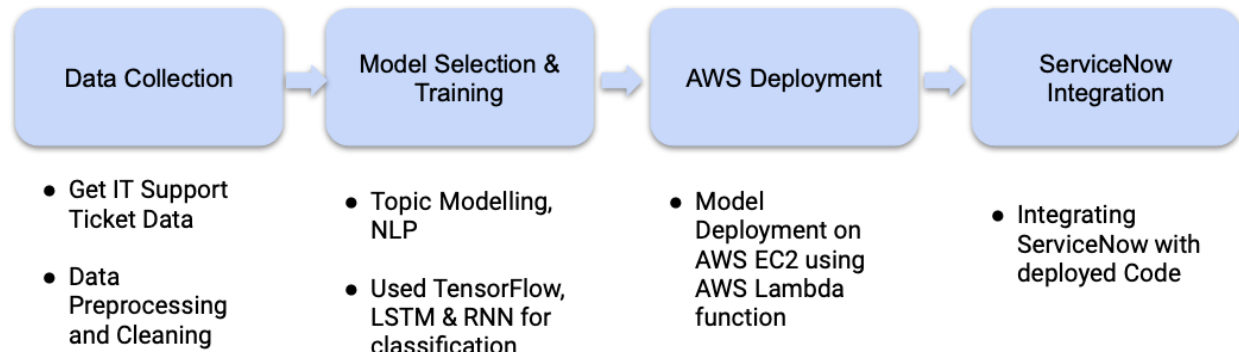 Data Collection
Model Selection &
Training
AWS Deployment
ServiceNow
Integration
● Get IT Support
Ticket Data
● Data
Preprocessing
and Cleaning
● Topic Modelling,
NLP
● Used TensorFlow,
LSTM & RNN for
classification
● Model
Deployment on
AWS EC2 using
AWS Lambda
function
● Integrating
ServiceNow with
deployed Code